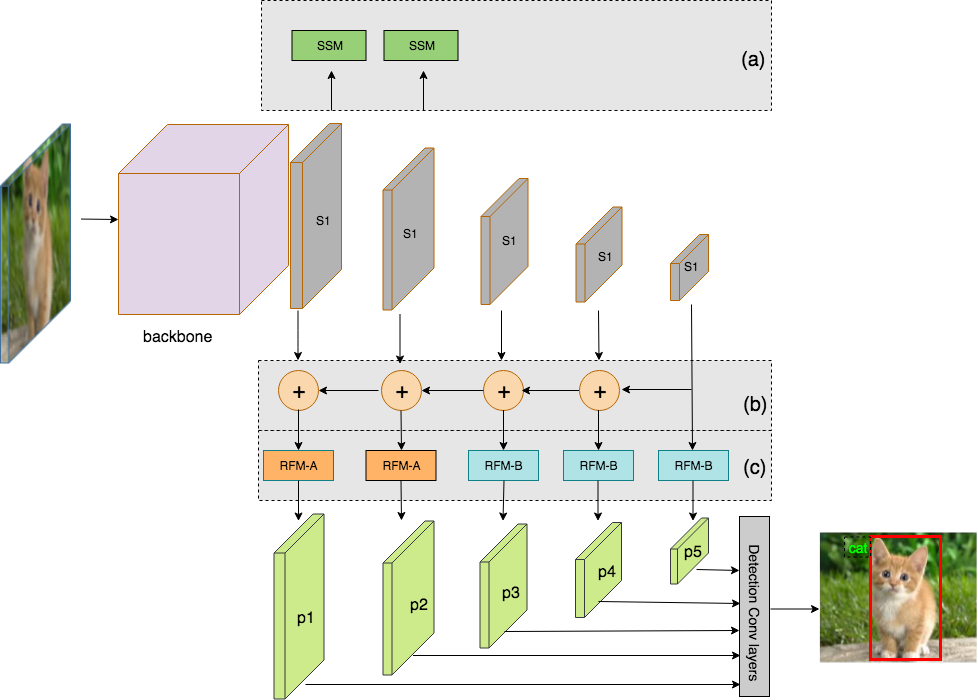 SSM SSM
(a)
S1 S1 S1 S1 S1
backbone
+ + + +
(b)
RFM-A RFM-A RFM-B RFM-B RFM-B
(c)
p1 p2 p3 p4 p5
Detection Conv layers
cat